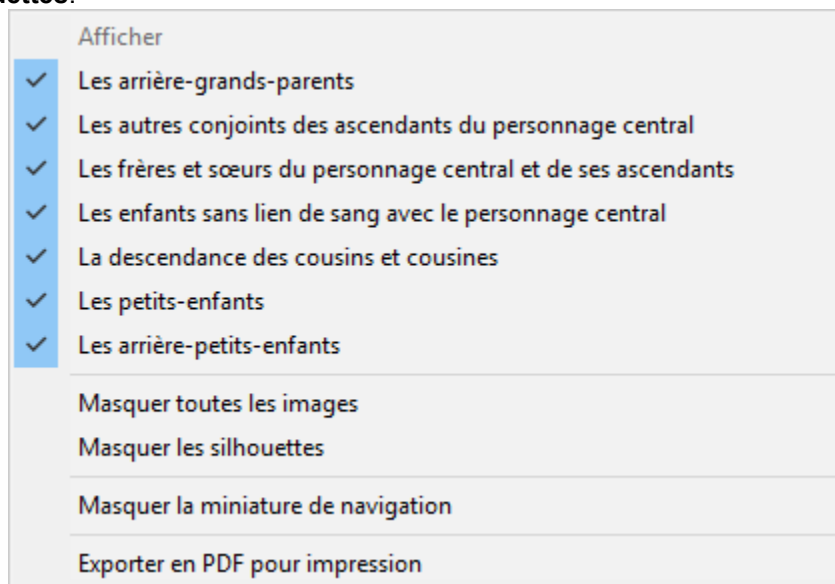 Afficher
Les arrière-grands-parents
Les autres conjoints des ascendants du personnage central
Les frères et sœurs du personnage central et de ses ascendants
Les enfants sans lien de sang avec le personnage central
La descendance des cousins et cousines
Les petits-enfants
Les arrière-petits-enfants
Masquer toutes les images
Masquer les silhouettes
Masquer la miniature de navigation
Exporter en PDF pour impression